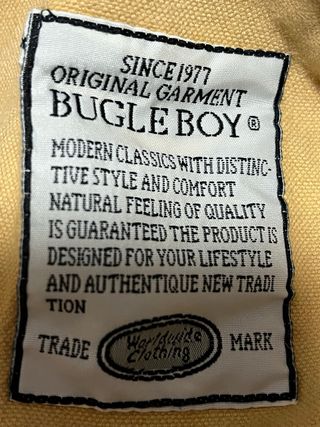 SINCE 1977
ORIGINAL GARMENT
BUGLE BOY ®
MODERN CLASSICS WITH DISTINC-
TIVE STYLE AND COMFORT
NATURAL FEELING OF QUALITY
IS GUARANTEED THE PRODUCT IS
DESIGNED FOR YOUR LIFESTYLE
AND AUTHENTIQUE NEW TRADI
TION
TRADE Worldwide MARK
Clothing